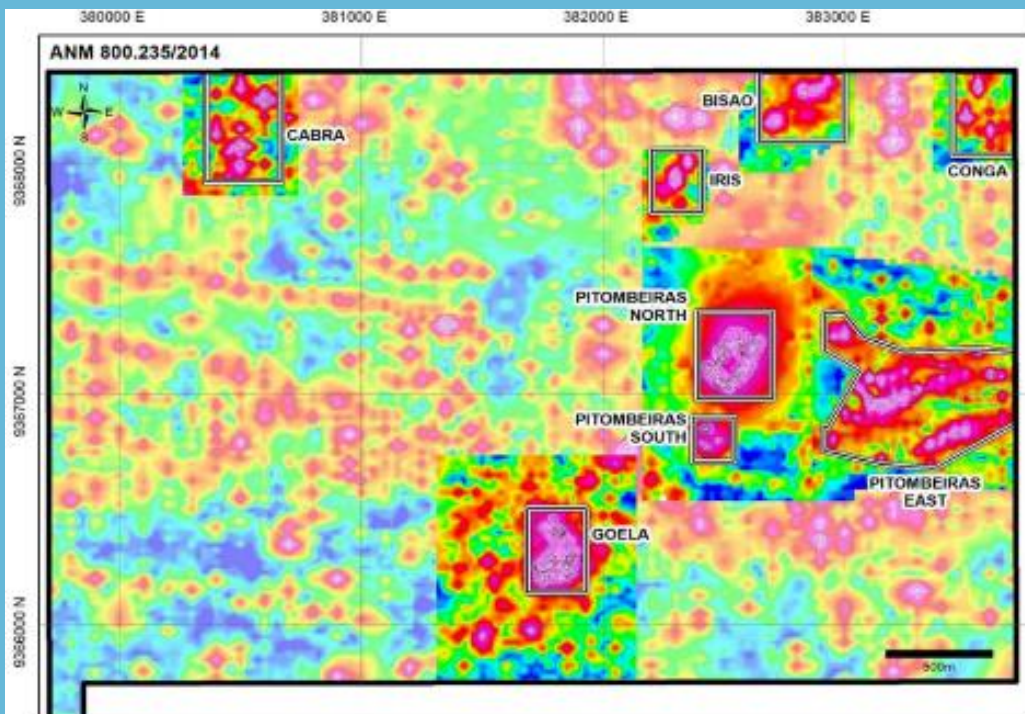 380000 E 381000 E 382000 E 383000 E
ANM 800.235/2014
N
W E
S
CABRA
BISAO
CONGA
IRIS
9368000 N
PITOMBEIRAS
NORTH
9367000 N
PITOMBEIRAS
SOUTH
PITOMBEIRAS
EAST
GOELA
9366000 N
500m